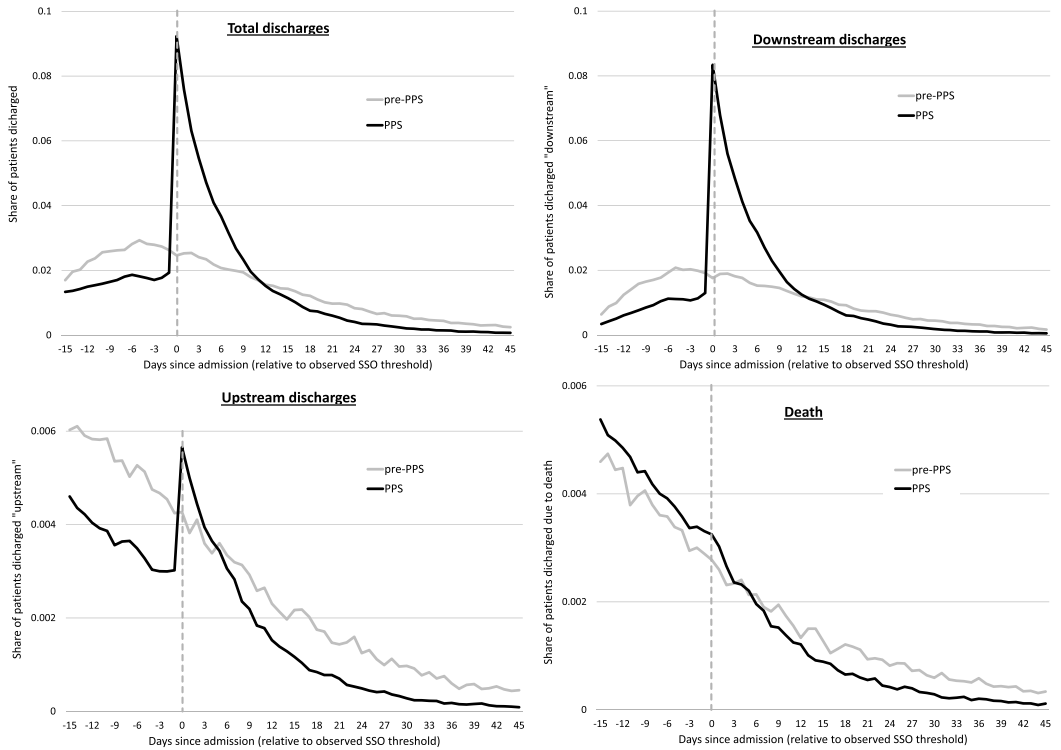 Total discharges
Share of patients dicharged
0.1
0.08
0.06
0.04
0.02
0
pre-PPS
PPS
-15 -12 -9 -6 -3 0 3 6 9 12 15 18 21 24 27 30 33 36 39 42 45
Days since admission (relative to observed SSO threshold)
Downstream discharges
Share of patients dicharged "downstream"
0.1
0.08
0.06
0.04
0.02
0
pre-PPS
PPS
-15 -12 -9 -6 -3 0 3 6 9 12 15 18 21 24 27 30 33 36 39 42 45
Days since admission (relative to observed SSO threshold)
Upstream discharges
Share of patients dicharged "upstream"
0.006
0.004
0.002
0
pre-PPS
PPS
-15 -12 -9 -6 -3 0 3 6 9 12 15 18 21 24 27 30 33 36 39 42 45
Days since admission (relative to observed SSO threshold)
Death
Share of patients dicharged due to death
0.006
0.004
0.002
0
pre-PPS
PPS
-15 -12 -9 -6 -3 0 3 6 9 12 15 18 21 24 27 30 33 36 39 42 45
Days since admission (relative to observed SSO threshold)